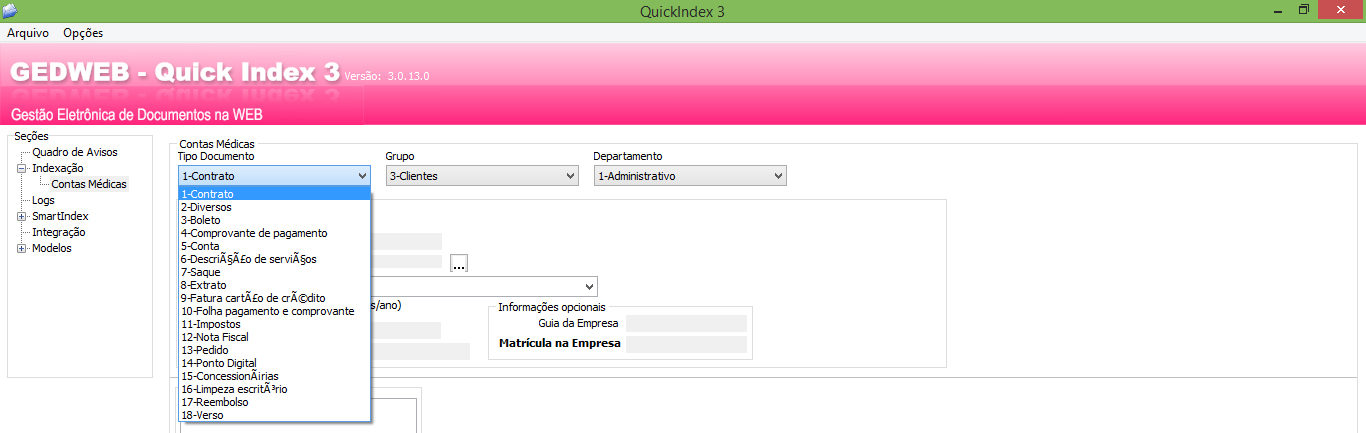 QuickIndex 3
Arquivo Opções
GEDWEB - Quick Index 3 Versão: 3.0.13.0
Gestão Eletrônica de Documentos na WEB
Seções
Quadro de Avisos
Indexação
Contas Médicas
Logs
SmartIndex
Integração
Modelos
Contas Médicas
Tipo Documento Grupo Departamento
1-Contrato 3-Clientes 1-Administrativo
1-Contrato
2-Diversos
3-Boleto
4-Comprovante de pagamento
5-Conta
6-DescriÃ§Ã£o de serviÃ§os
7-Saque
8-Extrato
9-Fatura cartÃ£o de crÃ©dito
10-Folha pagamento e comprovante
11-Impostos
12-Nota Fiscal
13-Pedido
14-Ponto Digital
15-ConcessionÃ¡rias
16-Limpeza escritÃ³rio
17-Reembolso
18-Verso
...
s/ano)
Informações opcionais
Guia da Empresa
Matrícula na Empresa